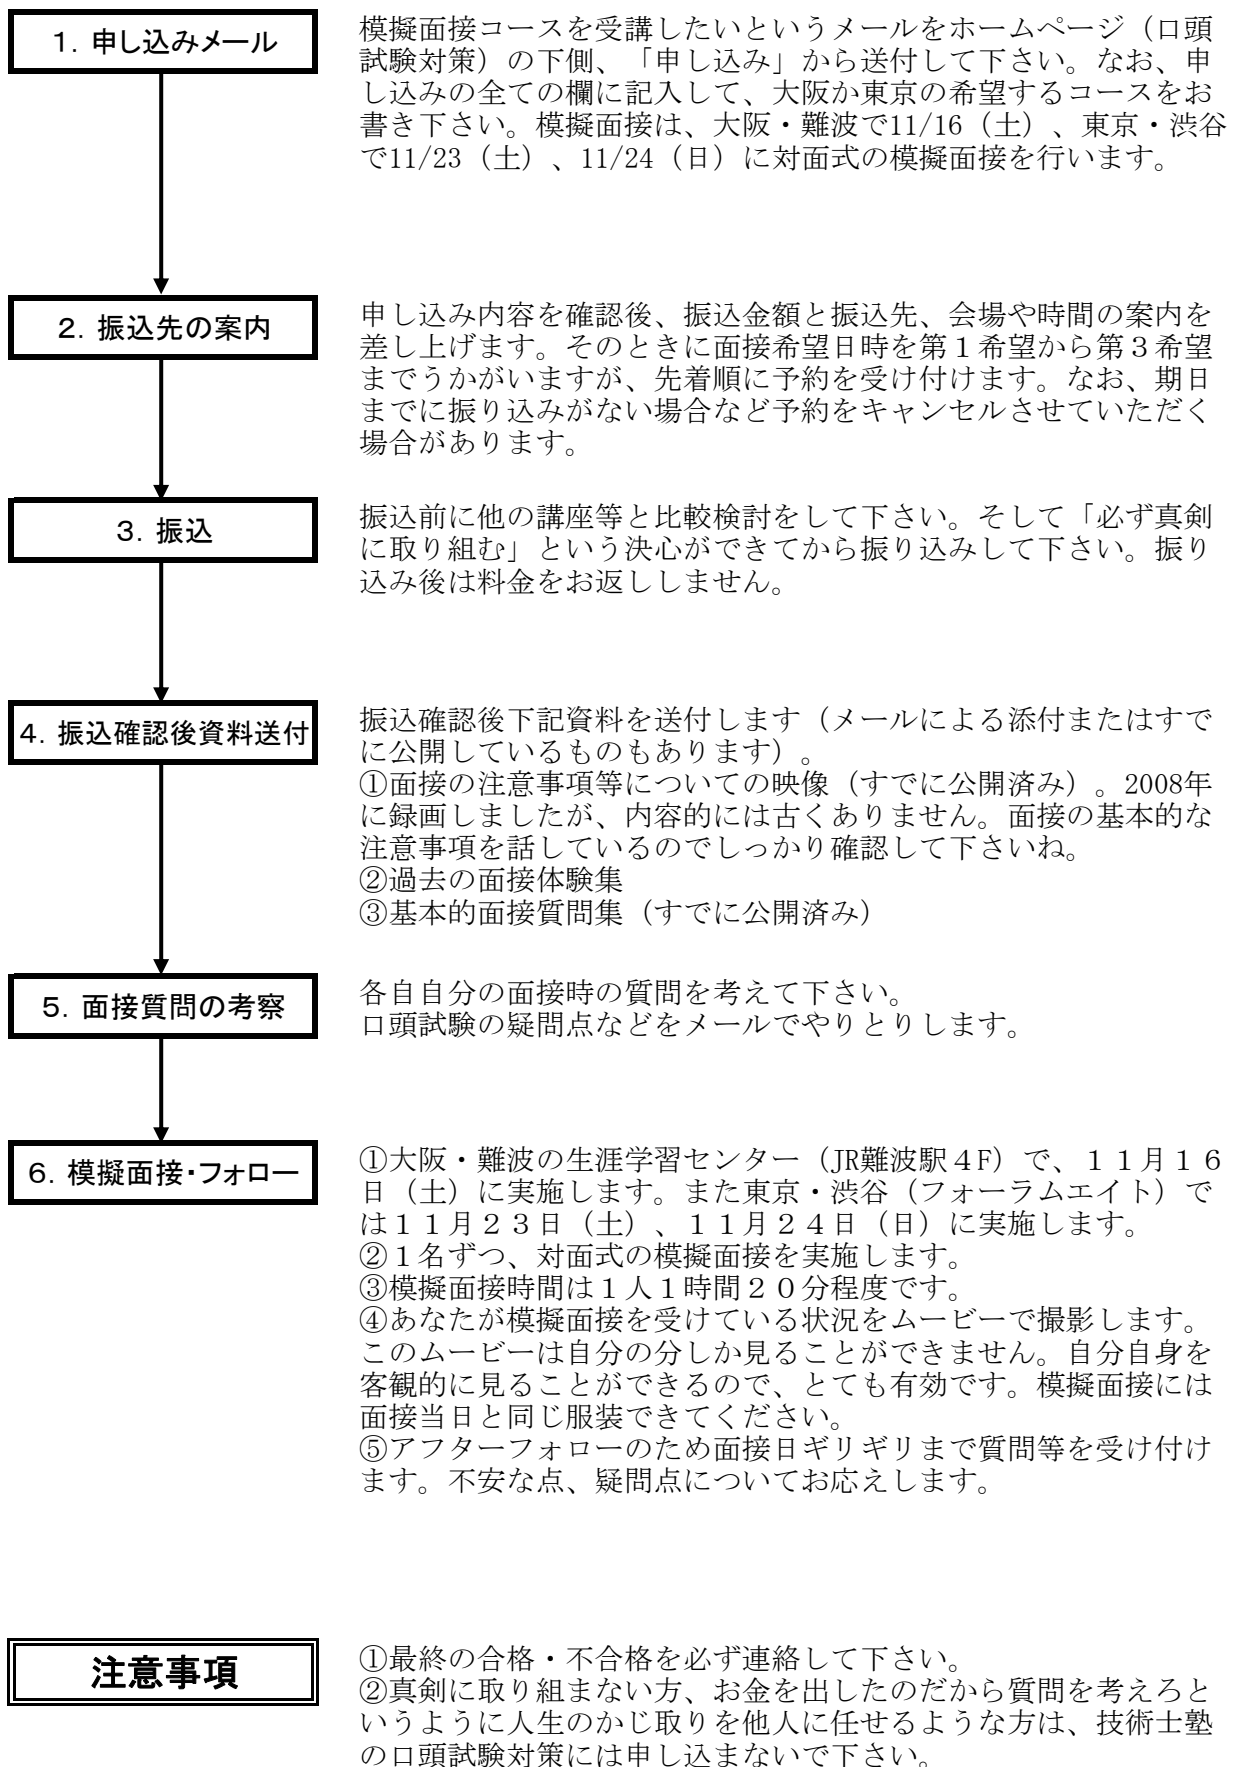 １．申し込みメール
模擬面接コースを受講したいというメールをホームページ（口頭
試験対策）の下側、「申し込み」から送付して下さい。なお、申
し込みの全ての欄に記入して、大阪か東京の希望するコースをお
書き下さい。模擬面接は、大阪・難波で11/16（土）、東京・渋谷
で11/23（土）、11/24（日）に対面式の模擬面接を行います。
２．振込先の案内
申し込み内容を確認後、振込金額と振込先、会場や時間の案内を
差し上げます。そのときに面接希望日時を第１希望から第３希望
までうかがいますが、先着順に予約を受け付けます。なお、期日
までに振り込みがない場合など予約をキャンセルさせていただく
場合があります。
３．振込
振込前に他の講座等と比較検討をして下さい。そして「必ず真剣
に取り組む」という決心ができてから振り込みして下さい。振り
込み後は料金をお返ししません。
４．振込確認後資料送付
振込確認後下記資料を送付します（メールによる添付またはすで
に公開しているものもあります）。
①面接の注意事項等についての映像（すでに公開済み）。2008年
に録画しましたが、内容的には古くありません。面接の基本的な
注意事項を話しているのでしっかり確認して下さいね。
②過去の面接体験集
③基本的面接質問集（すでに公開済み）
５．面接質問の考察
各自自分の面接時の質問を考えて下さい。
口頭試験の疑問点などをメールでやりとりします。
６．模擬面接・フォロー
①大阪・難波の生涯学習センター（JR難波駅４F）で、１１月１６
日（土）に実施します。また東京・渋谷（フォーラムエイト）で
は１１月２３日（土）、１１月２４日（日）に実施します。
②１名ずつ、対面式の模擬面接を実施します。
③模擬面接時間は１人１時間２０分程度です。
④あなたが模擬面接を受けている状況をムービーで撮影します。
このムービーは自分の分しか見ることができません。自分自身を
客観的に見ることができるので、とても有効です。模擬面接には
面接当日と同じ服装できてください。
⑤アフターフォローのため面接日ギリギリまで質問等を受け付け
ます。不安な点、疑問点についてお応えします。
注意事項
①最終の合格・不合格を必ず連絡して下さい。
②真剣に取り組まない方、お金を出したのだから質問を考えろと
いうように人生のかじ取りを他人に任せるような方は、技術士塾
の口頭試験対策には申し込まないで下さい。